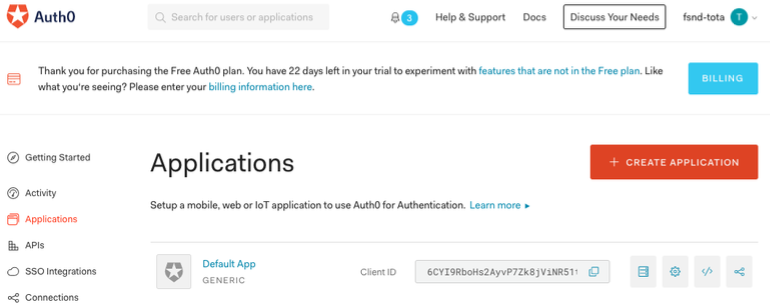 Auth0
Search for users or applications
3
Help & Support
Docs
Discuss Your Needs
fsnd-tota
T
Thank you for purchasing the Free Auth0 plan. You have 22 days left in your trial to experiment with features that are not in the Free plan. Like
what you're seeing? Please enter your billing information here.
BILLING
Getting Started
Activity
Applications
APIs
SSO Integrations
Connections
Applications
+ CREATE APPLICATION
Setup a mobile, web or IoT application to use Auth0 for Authentication. Learn more ▸
Default App
GENERIC
Client ID